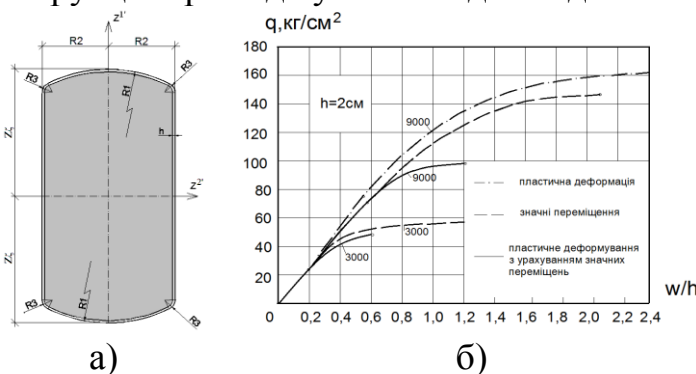 z¹'
R2
R2
R3
R3
R1
h
z¹
z²'
z¹
R1
R3
R3
а)
q,кг/см²
180
160
140
120
100
80
60
40
20
0
h=2см
9000
9000
3000
3000
пластична деформація
значні переміщення
пластичне деформування
з урахуванням значних
переміщень
w/h
0,2
0,4
0,6
0,8
1,0
1,2
1,4
1,6
1,8
2,0
2,2
2,4
б)